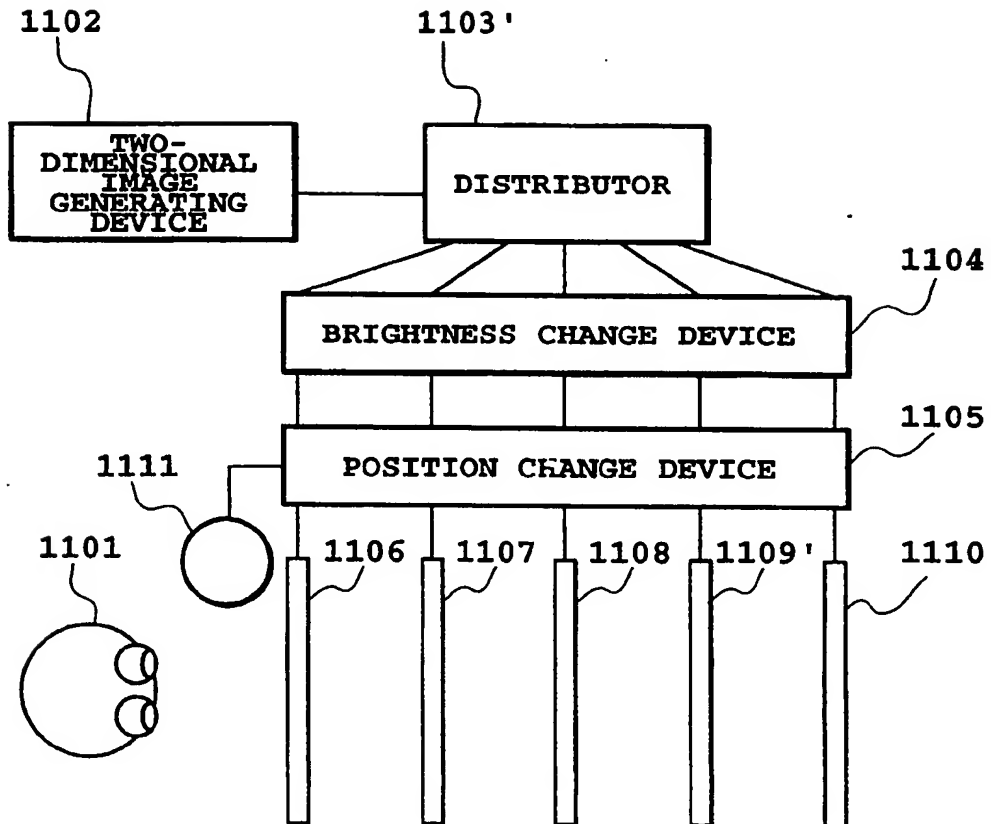 1102
1103'
TWO-
DIMENSIONAL
IMAGE
GENERATING
DEVICE
DISTRIBUTOR
1104
BRIGHTNESS CHANGE DEVICE
1105
POSITION CHANGE DEVICE
1111
1101
1106
1107
1108
1109'
1110